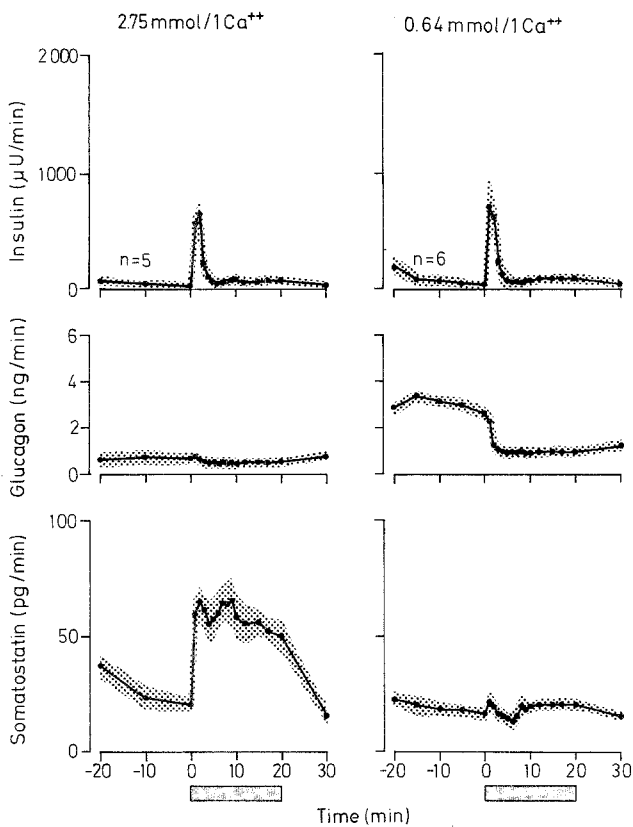 2.75 mmol/1 Ca++
0.64 mmol/1 Ca++
Insulin (µU/min)
2000
1000
0
n=5
n=6
Glucagon (ng/min)
6
4
2
0
Somatostatin (pg/min)
100
50
0
-20 -10 0 10 20 30
-20 -10 0 10 20 30
Time (min)